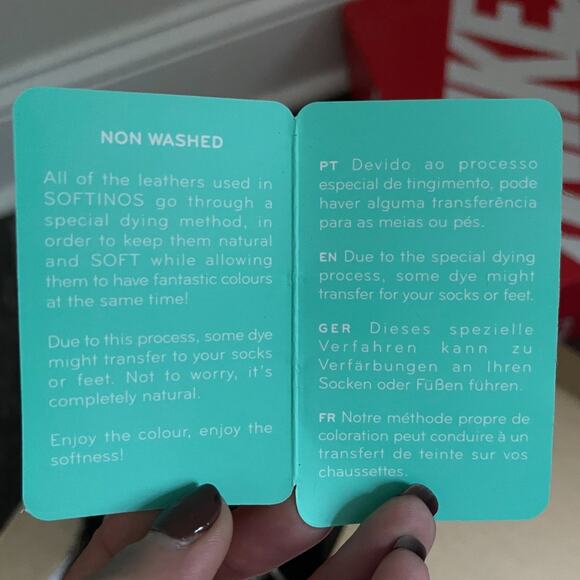 NON WASHED
All of the leathers used in
SOFTINOS go through a
special dying method, in
order to keep them natural
and SOFT while allowing
them to have fantastic colours
at the same time!
Due to this process, some dye
might transfer to your socks
or feet. Not to worry, it's
completely natural.
Enjoy the colour, enjoy the
softness!
PT Devido ao processo
especial de tingimento, pode
haver alguma transferência
para as meias ou pés.
EN Due to the special dying
process, some dye might
transfer for your socks or feet.
GER Dieses spezielle
Verfahren kann zu
Verfärbungen an Ihren
Socken oder Füßen führen.
FR Notre méthode propre de
coloration peut conduire à un
transfert de teinte sur vos
chaussettes.
NIKE